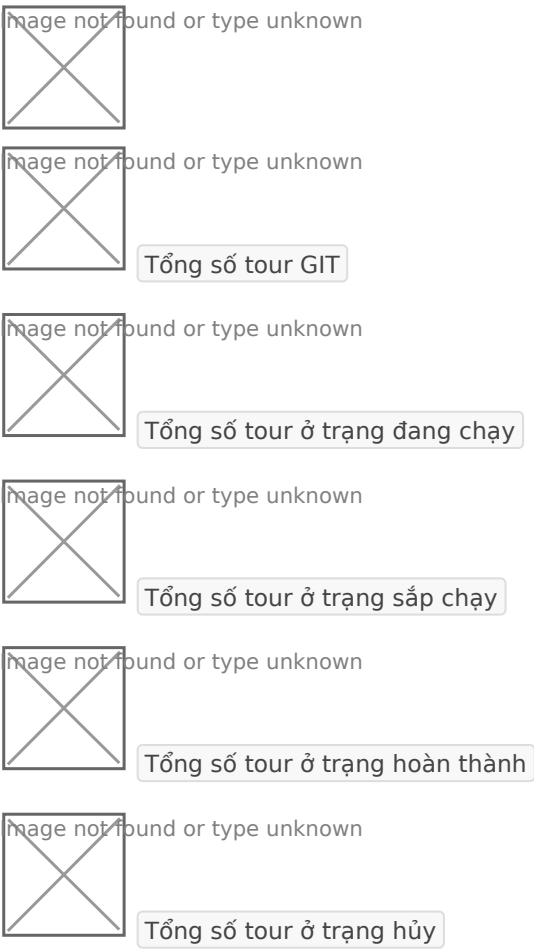 Image not found or type unknown
Image not found or type unknown
Tổng số tour GIT
Image not found or type unknown
Tổng số tour ở trạng đang chạy
Image not found or type unknown
Tổng số tour ở trạng sắp chạy
Image not found or type unknown
Tổng số tour ở trạng hoàn thành
Image not found or type unknown
Tổng số tour ở trạng hủy